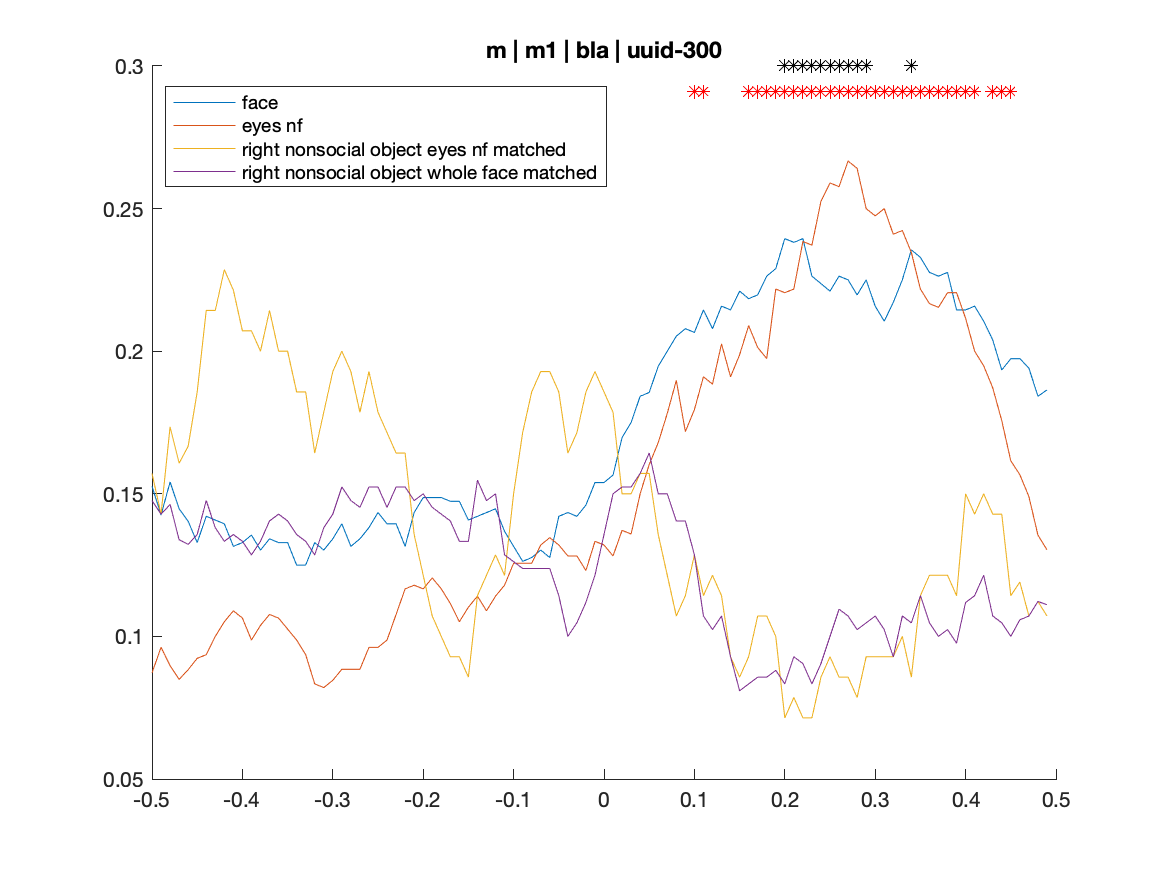 m | m1 | bla | uuid-300
0.3
face
eyes nf
right nonsocial object eyes nf matched
right nonsocial object whole face matched
0.25
0.2
0.15
0.1
0.05
-0.5 -0.4 -0.3 -0.2 -0.1 0 0.1 0.2 0.3 0.4 0.5